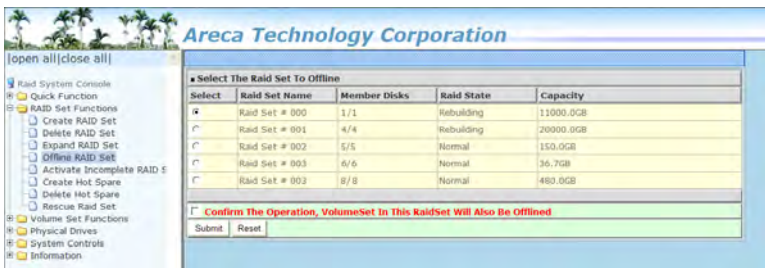 Areca Technology Corporation
|open all|close all|
Raid System Console
Quick Function
RAID Set Functions
Create RAID Set
Delete RAID Set
Expand RAID Set
Offline RAID Set
Activate Incomplete RAID S
Create Hot Spare
Delete Hot Spare
Rescue Raid Set
Volume Set Functions
Physical Drives
System Controls
Information
Select The Raid Set To Offline
Select Raid Set Name Member Disks Raid State Capacity
Raid Set # 000 1/1 Rebuilding 11000.0GB
Raid Set # 001 4/4 Rebuilding 20000.0GB
Raid Set # 002 5/5 Normal 150.0GB
Raid Set # 003 6/6 Normal 36.7GB
Raid Set # 003 8/8 Normal 480.0GB
Confirm The Operation, VolumeSet In This RaidSet Will Also Be Offlined
Submit Reset